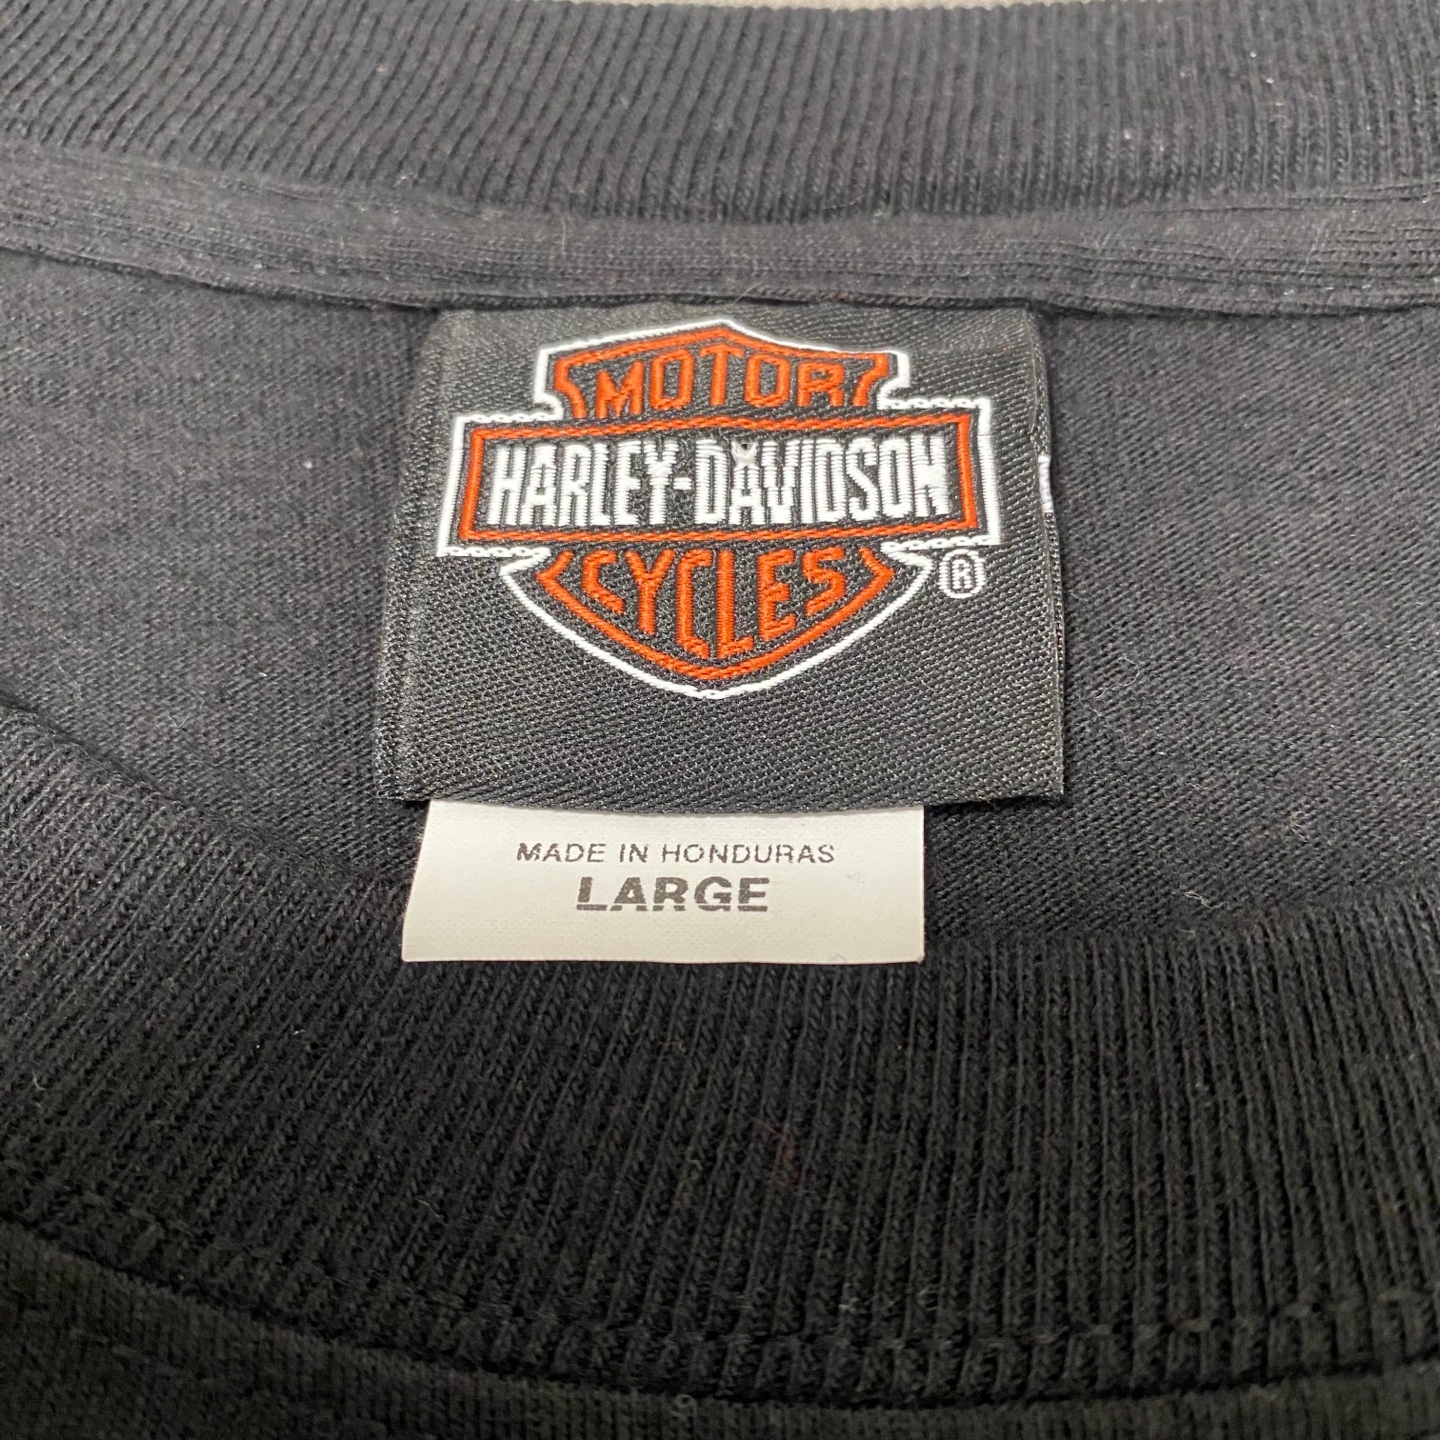 MOTOR
HARLEY-DAVIDSON
CYCLES
®
MADE IN HONDURAS
LARGE